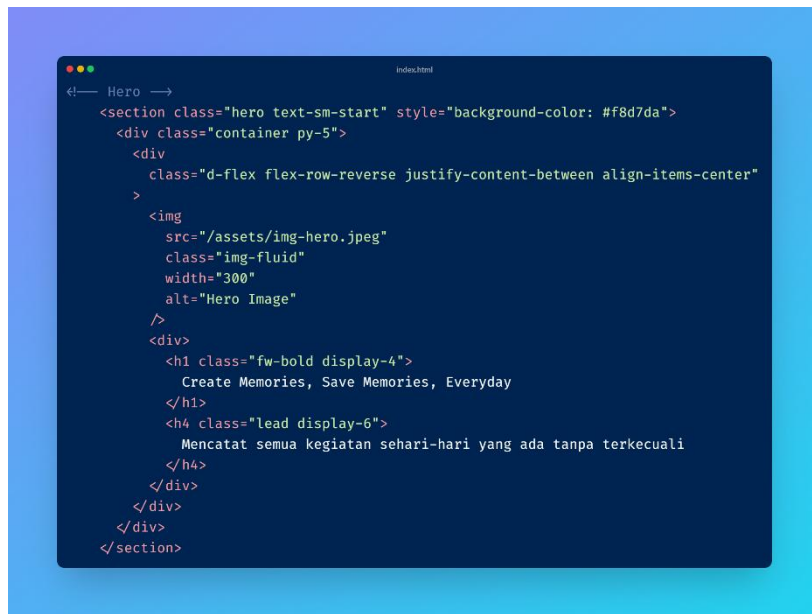 index.html
<!-- Hero -->
<section class="hero text-sm-start" style="background-color: #f8d7da">
<div class="container py-5">
<div
class="d-flex flex-row-reverse justify-content-between align-items-center"
>
<img
src="/assets/img-hero.jpeg"
class="img-fluid"
width="300"
alt="Hero Image"
/>
<div>
<h1 class="fw-bold display-4">
Create Memories, Save Memories, Everyday
</h1>
<h4 class="lead display-6">
Mencatat semua kegiatan sehari-hari yang ada tanpa terkecuali
</h4>
</div>
</div>
</div>
</section>